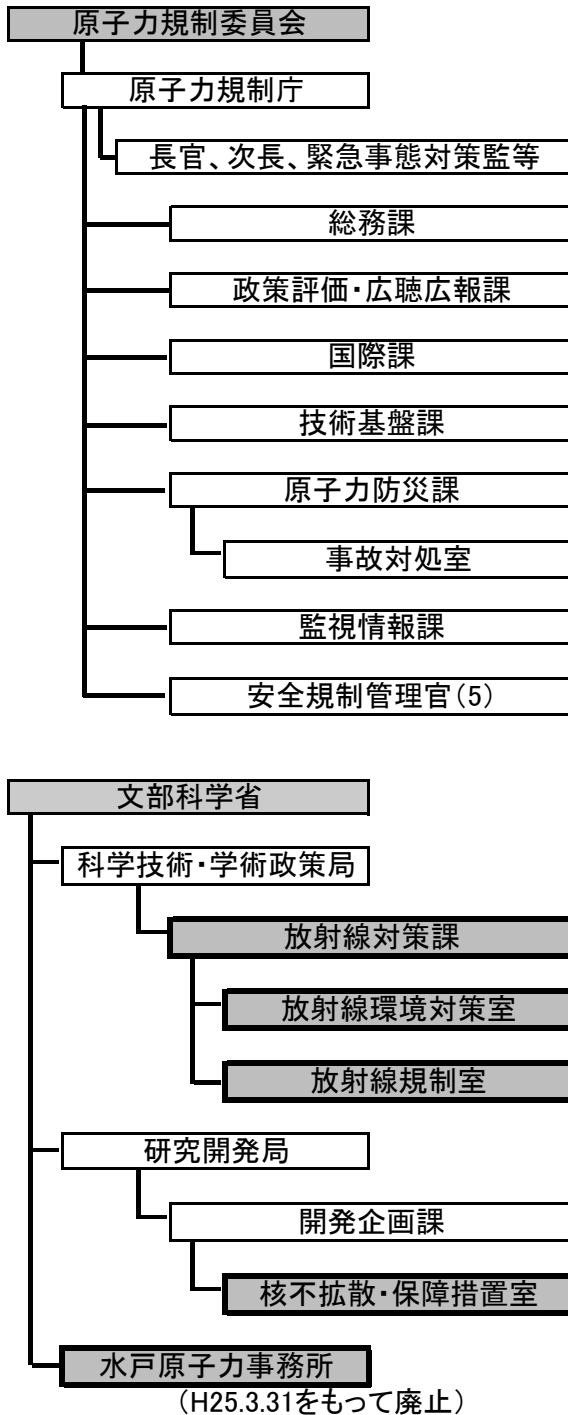 原子力規制委員会
原子力規制庁
長官、次長、緊急事態対策監等
総務課
政策評価・広聴広報課
国際課
技術基盤課
原子力防災課
事故対処室
監視情報課
安全規制管理官(5)
文部科学省
科学技術・学術政策局
放射線対策課
放射線環境対策室
放射線規制室
研究開発局
開発企画課
核不拡散・保障措置室
水戸原子力事務所
(H25.3.31をもって廃止)